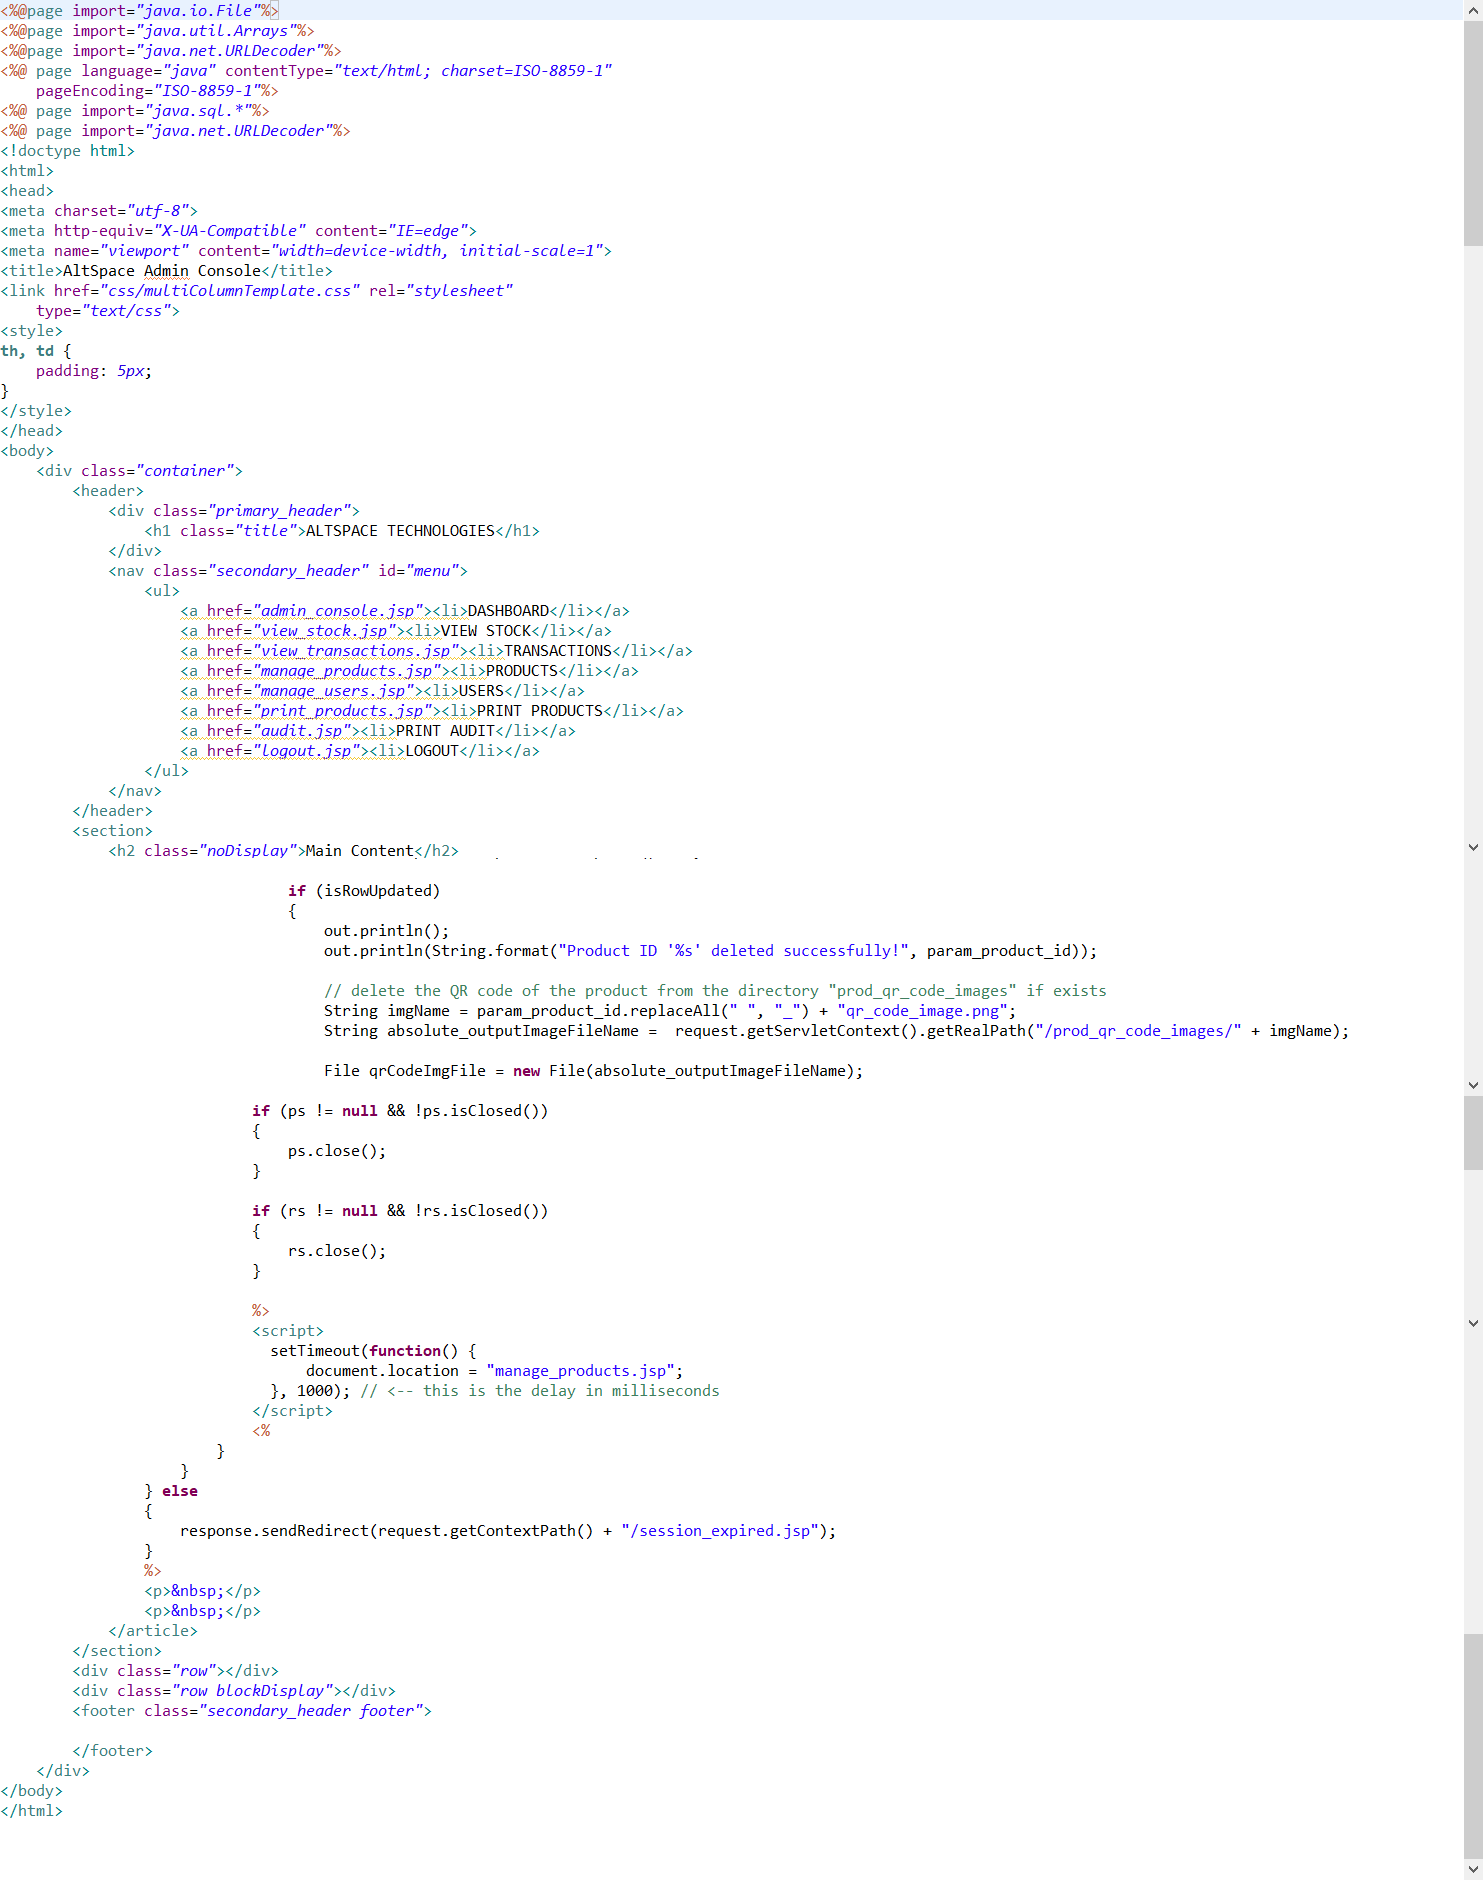 <%@page import="java.io.File"%>
<%@page import="java.util.Arrays"%>
<%@page import="java.net.URLDecoder"%>
<%@ page language="java" contentType="text/html; charset=ISO-8859-1"
    pageEncoding="ISO-8859-1"%>
<%@ page import="java.sql.*"%>
<%@ page import="java.net.URLDecoder"%>
<!doctype html>
<html>
<head>
<meta charset="utf-8">
<meta http-equiv="X-UA-Compatible" content="IE=edge">
<meta name="viewport" content="width=device-width, initial-scale=1">
<title>AltSpace Admin Console</title>
<link href="css/multiColumnTemplate.css" rel="stylesheet"
    type="text/css">
<style>
th, td {
    padding: 5px;
}
</style>
</head>
<body>
    <div class="container">
        <header>
            <div class="primary_header">
                <h1 class="title">ALTSPACE TECHNOLOGIES</h1>
            </div>
            <nav class="secondary_header" id="menu">
                <ul>
                    <a href="admin_console.jsp"><li>DASHBOARD</li></a>
                    <a href="view_stock.jsp"><li>VIEW STOCK</li></a>
                    <a href="view_transactions.jsp"><li>TRANSACTIONS</li></a>
                    <a href="manage_products.jsp"><li>PRODUCTS</li></a>
                    <a href="manage_users.jsp"><li>USERS</li></a>
                    <a href="print_products.jsp"><li>PRINT PRODUCTS</li></a>
                    <a href="audit.jsp"><li>PRINT AUDIT</li></a>
                    <a href="logout.jsp"><li>LOGOUT</li></a>
                </ul>
            </nav>
        </header>
        <section>
            <h2 class="noDisplay">Main Content</h2>
                                if (isRowUpdated)
                                {
                                    out.println();
                                    out.println(String.format("Product ID '%s' deleted successfully!", param_product_id));
                                    // delete the QR code of the product from the directory "prod_qr_code_images" if exists
                                    String imgName = param_product_id.replaceAll(" ", "_") + "qr_code_image.png";
                                    String absolute_outputImageFileName =  request.getServletContext().getRealPath("/prod_qr_code_images/" + imgName);
                                    File qrCodeImgFile = new File(absolute_outputImageFileName);
                            if (ps != null && !ps.isClosed())
                            {
                                ps.close();
                            }
                            if (rs != null && !rs.isClosed())
                            {
                                rs.close();
                            }
                            %>
                            <script>
                              setTimeout(function() {
                                  document.location = "manage_products.jsp";
                              }, 1000); // <-- this is the delay in milliseconds
                            </script>
                            <%
                        }
                    }
                } else
                {
                    response.sendRedirect(request.getContextPath() + "/session_expired.jsp");
                }
                %>
                <p>&nbsp;</p>
                <p>&nbsp;</p>
            </article>
        </section>
        <div class="row"></div>
        <div class="row blockDisplay"></div>
        <footer class="secondary_header footer">
        </footer>
    </div>
</body>
</html>